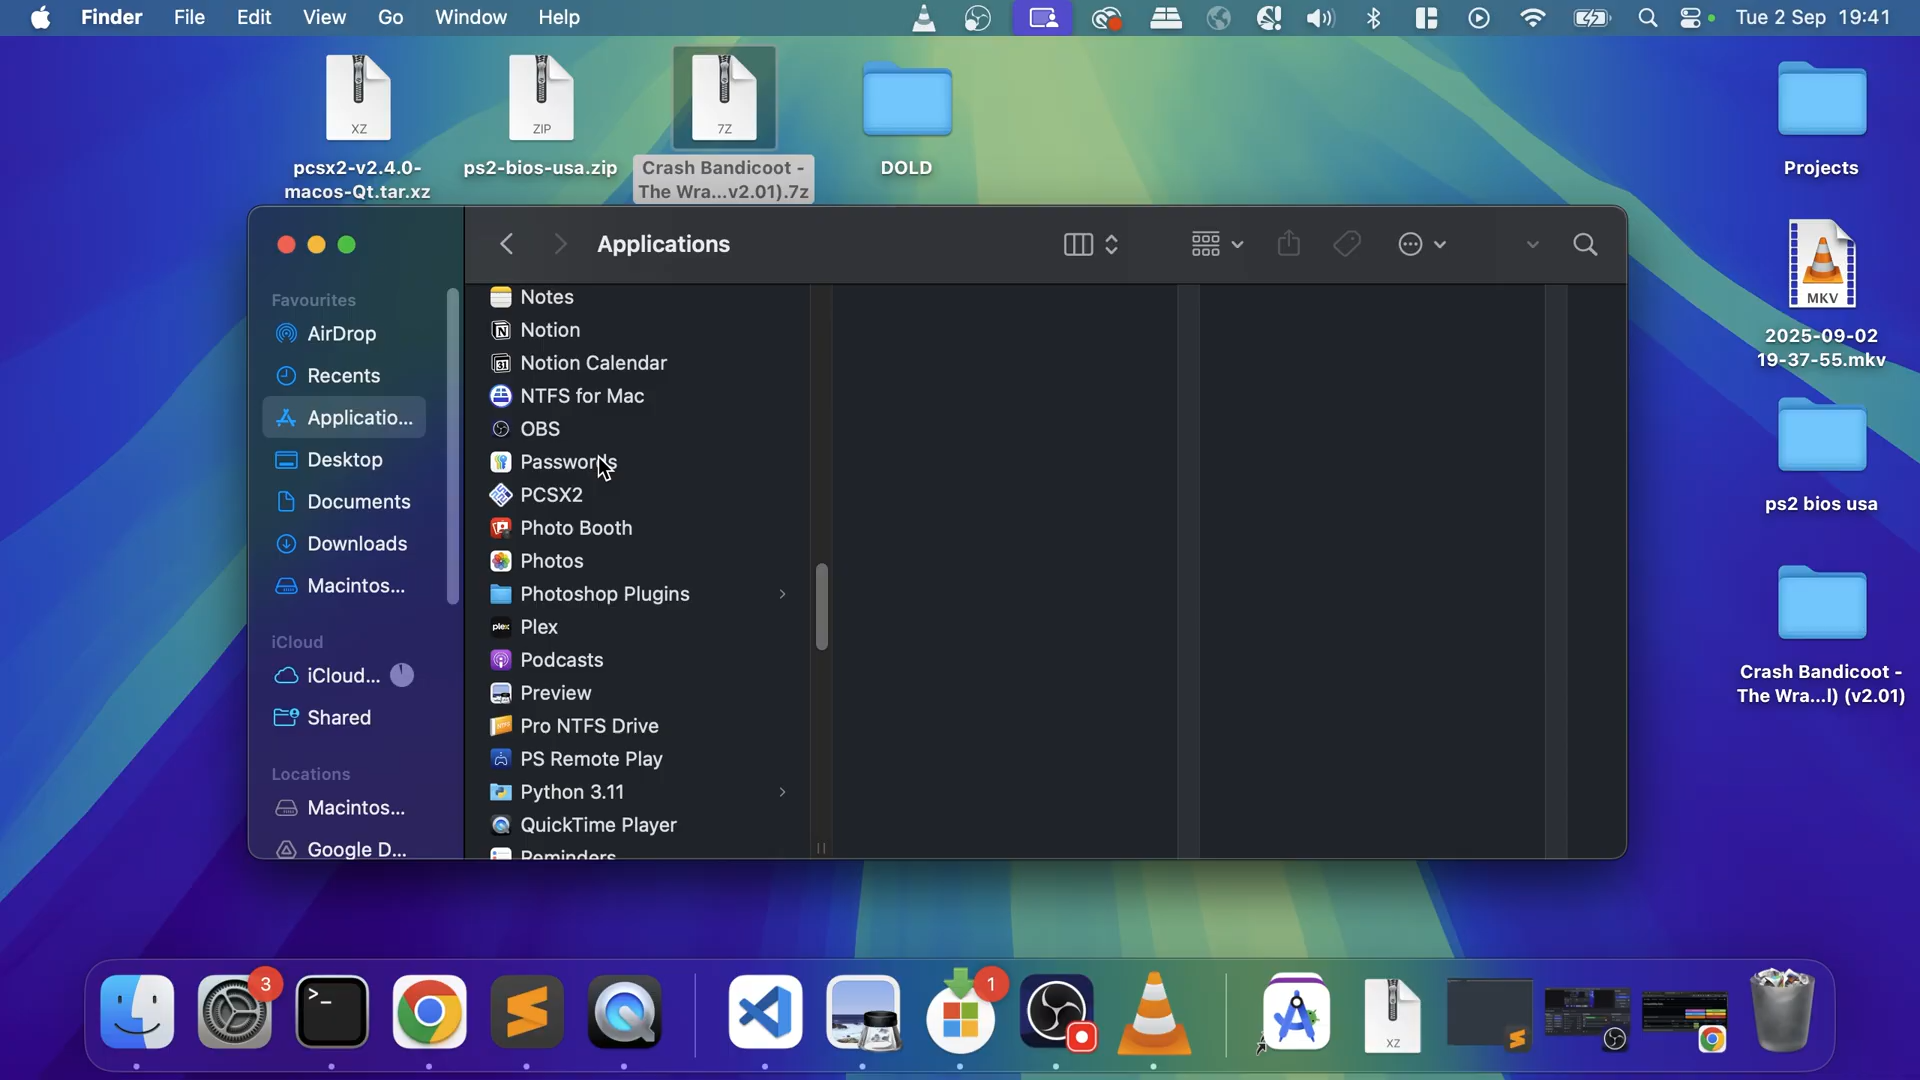 Finder File Edit View Go Window Help Tue 2 Sep 19:41
XZ
ZIP
7Z
pcsx2-v2.4.0-
macos-Qt.tar.xz
ps2-bios-usa.zip
Crash Bandicoot -
The Wra...v2.01).7z
DOLD
Projects
MKV
2025-09-02
19-37-55.mkv
ps2 bios usa
Crash Bandicoot -
The Wra...l) (v2.01)
Applications
Favourites
AirDrop
Recents
Applicatio...
Desktop
Documents
Downloads
Macintos...
iCloud
iCloud...
Shared
Locations
Macintos...
Google D...
Notes
Notion
31
Notion Calendar
NTFS for Mac
OBS
Passwords
PCSX2
Photo Booth
Photos
Photoshop Plugins
plex
Plex
Podcasts
Preview
Pro NTFS Drive
PS Remote Play
Python 3.11
QuickTime Player
Reminders
3
1
XZ